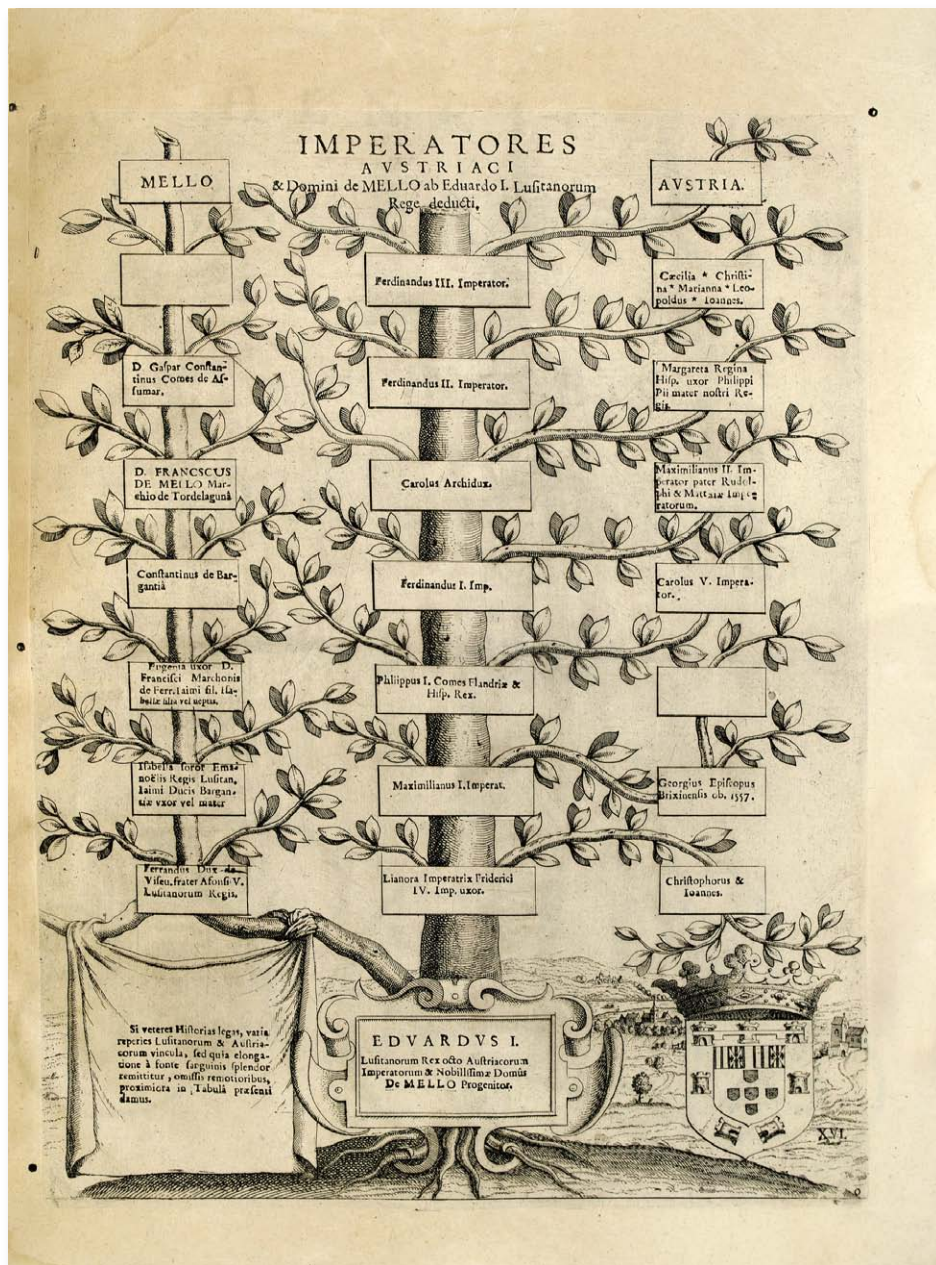 IMPERATORES
AVSTRIACI
& Domini de MELLO ab Eduardo I. Lusitanorum
Rege deducti.
MELLO
AVSTRIA.
Ferdinandus III. Imperator.
Cæcilia * Christi-
na * Marianna * Leo-
poldus * Ioannes.
D. Gaspar Constan-
tinus Comes de As-
sumar.
Ferdinandus II. Imperator.
Margareta Regina
Hisp. uxor Philippi
Pii mater nostri Re-
gis.
D. FRANCSCUS
DE MELLO Mar-
chio de Tordelagunâ
Carolus Archidux.
Maximilianus II. Im-
perator pater Rudol-
phi & Matthiæ Impe
ratorum.
Constantinus de Bar-
gantiâ
Ferdinandus I. Imp.
Carolus V. Impera-
tor.
Eugenia uxor D.
Francisci Marchonis
de Ferr. Iaimi fil. Isa-
bellæ filia vel neptis.
Philippus I. Comes Flandriæ &
Hisp. Rex.
Isabella soror Ema-
noëlis Regis Lusitan.
Iaimi Ducis Bargan-
tiæ vxor vel mater
Maximilianus I. Imperat.
Georgius Episcopus
Brixinensis ob. 1557.
Ferrandus Dux de
Viseu, frater Afonsi V.
Lusitanorum Regis.
Lianora Imperatrix Friderici
IV. Imp. uxor.
Christophorus &
Ioannes.
Si veteres Historias legas, varia
reperies Lusitanorum & Austria-
corum vincula, sed quia elonga-
tione à fonte sanguinis splendor
remittitur, omissis remotioribus,
proximiora in Tabulâ præsenti
damus.
EDVARDVS I.
Lusitanorum Rex octo Austriacorum
Imperatorum & Nobilissimæ Domûs
De MELLO Progenitor.
XVI.